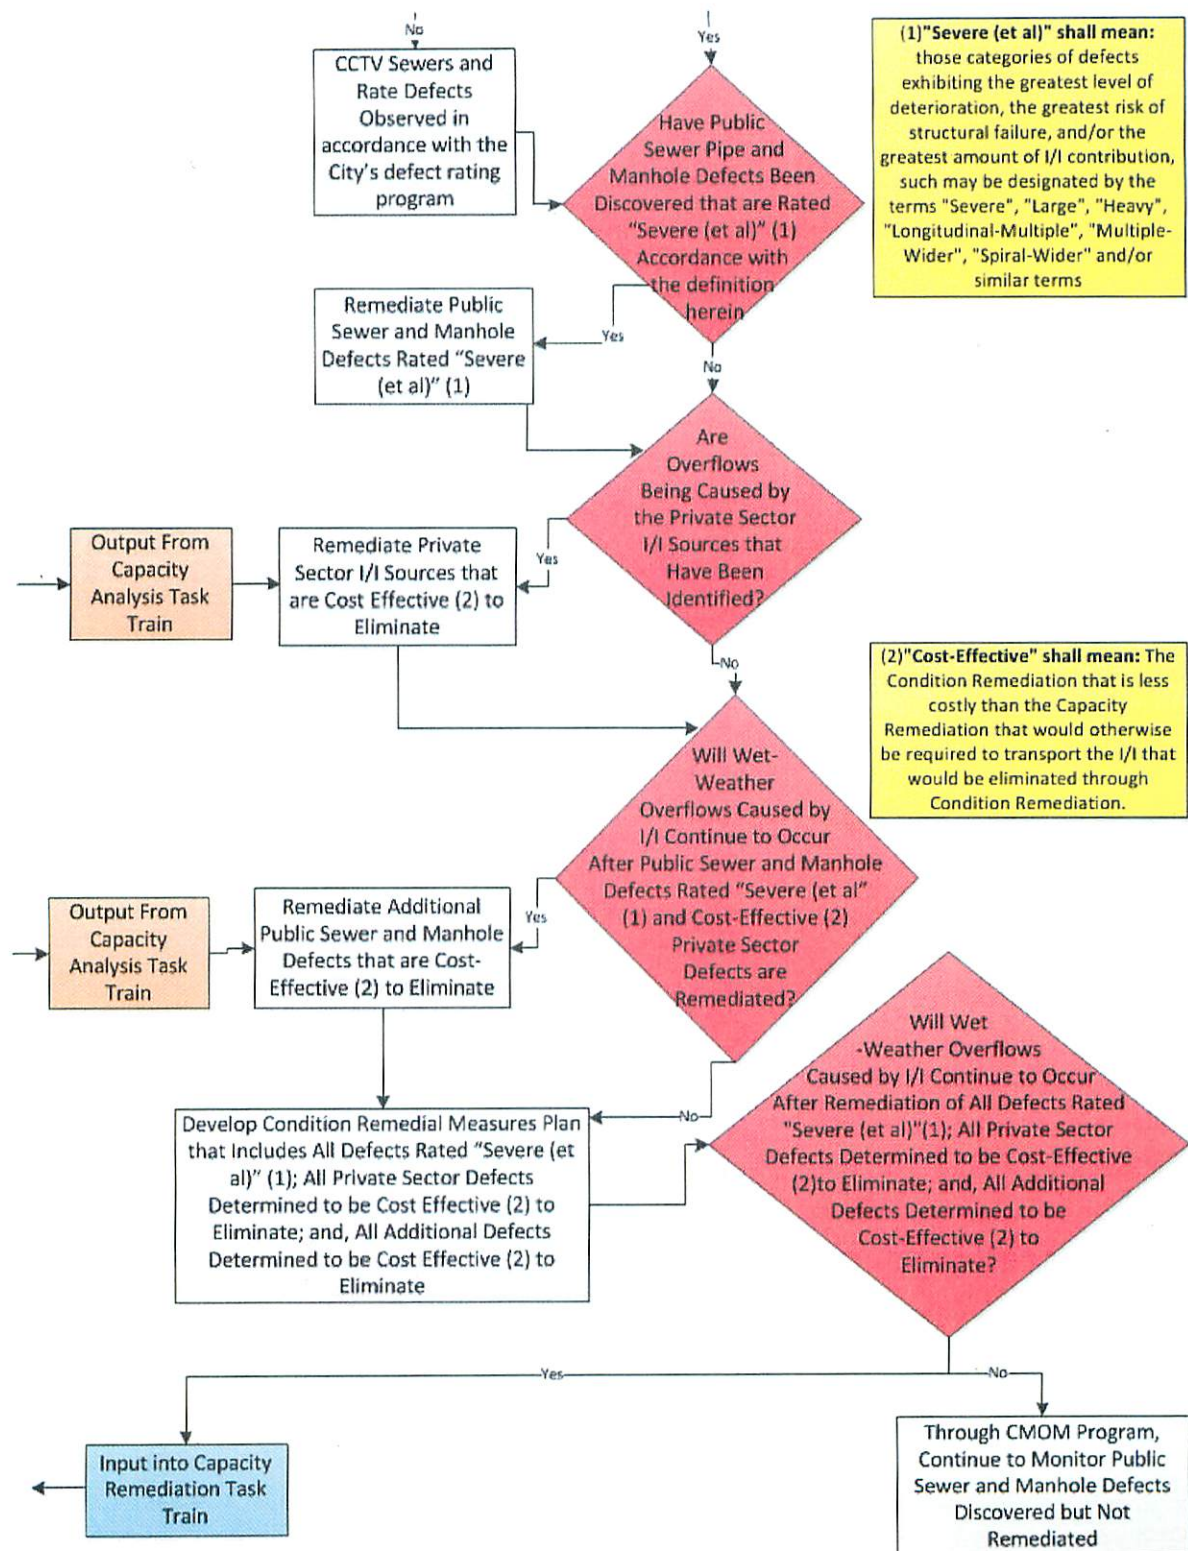 No
Yes
CCTV Sewers and
Rate Defects
Observed in
accordance with the
City's defect rating
program
Have Public
Sewer Pipe and
Manhole Defects Been
Discovered that are Rated
"Severe (et al)" (1)
Accordance with
the definition
herein
(1)"Severe (et al)" shall mean:
those categories of defects
exhibiting the greatest level of
deterioration, the greatest risk of
structural failure, and/or the
greatest amount of I/I contribution,
such may be designated by the
terms "Severe", "Large", "Heavy",
"Longitudinal-Multiple", "Multiple-
Wider", "Spiral-Wider" and/or
similar terms
Yes
Remediate Public
Sewer and Manhole
Defects Rated "Severe
(et al)" (1)
No
Are
Overflows
Being Caused by
the Private Sector
I/I Sources that
Have Been
Identified?
Yes
Output From
Capacity
Analysis Task
Train
Remediate Private
Sector I/I Sources that
are Cost Effective (2) to
Eliminate
No
(2)"Cost-Effective" shall mean: The
Condition Remediation that is less
costly than the Capacity
Remediation that would otherwise
be required to transport the I/I that
would be eliminated through
Condition Remediation.
Will Wet-
Weather
Overflows Caused by
I/I Continue to Occur
After Public Sewer and Manhole
Defects Rated "Severe (et al"
(1) and Cost-Effective (2)
Private Sector
Defects are
Remediated?
Yes
Output From
Capacity
Analysis Task
Train
Remediate Additional
Public Sewer and Manhole
Defects that are Cost-
Effective (2) to Eliminate
No
Develop Condition Remedial Measures Plan
that Includes All Defects Rated "Severe (et
al)" (1); All Private Sector Defects
Determined to be Cost Effective (2) to
Eliminate; and, All Additional Defects
Determined to be Cost Effective (2) to
Eliminate
Will Wet
-Weather Overflows
Caused by I/I Continue to Occur
After Remediation of All Defects Rated
"Severe (et al)"(1); All Private Sector
Defects Determined to be Cost-Effective
(2)to Eliminate; and, All Additional
Defects Determined to be
Cost-Effective (2) to
Eliminate?
Yes
No
Input into Capacity
Remediation Task
Train
Through CMOM Program,
Continue to Monitor Public
Sewer and Manhole Defects
Discovered but Not
Remediated